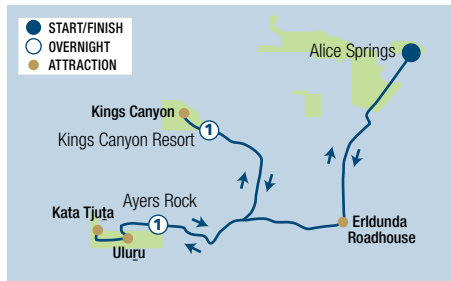 START/FINISH
OVERNIGHT
ATTRACTION
Alice Springs
Kings Canyon
1
Kings Canyon Resort
Ayers Rock
Kata Tjuṯa
1
Uluṟu
Erldunda
Roadhouse